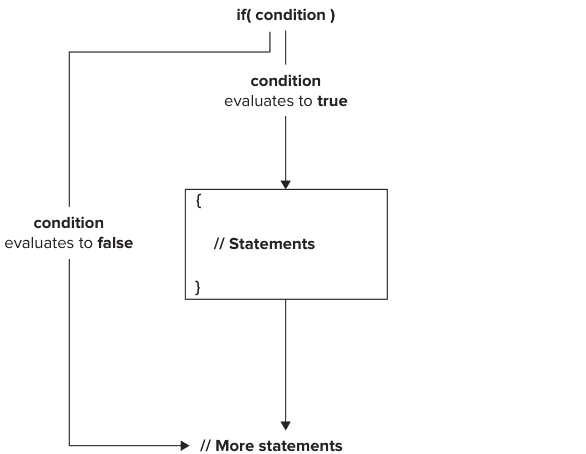 if( condition )
condition
evaluates to true
{
// Statements
}
condition
evaluates to false
// More statements